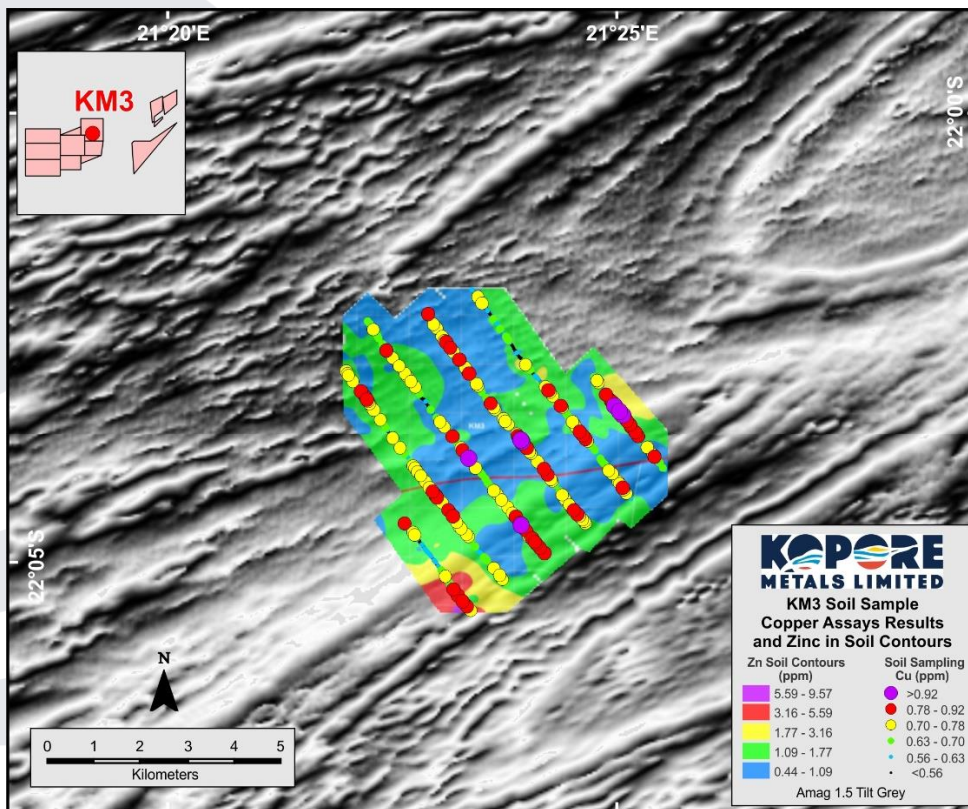 21°20'E
21°25'E
22°00'S
KM3
KM3
22°05'S
N
0 1 2 3 4 5
Kilometers
KOPORE
METALS LIMITED
KM3 Soil Sample
Copper Assays Results
and Zinc in Soil Contours
Zn Soil Contours
(ppm)
5.59 - 9.57
3.16 - 5.59
1.77 - 3.16
1.09 - 1.77
0.44 - 1.09
Soil Sampling
Cu (ppm)
>0.92
0.78 - 0.92
0.70 - 0.78
0.63 - 0.70
0.56 - 0.63
<0.56
Amag 1.5 Tilt Grey